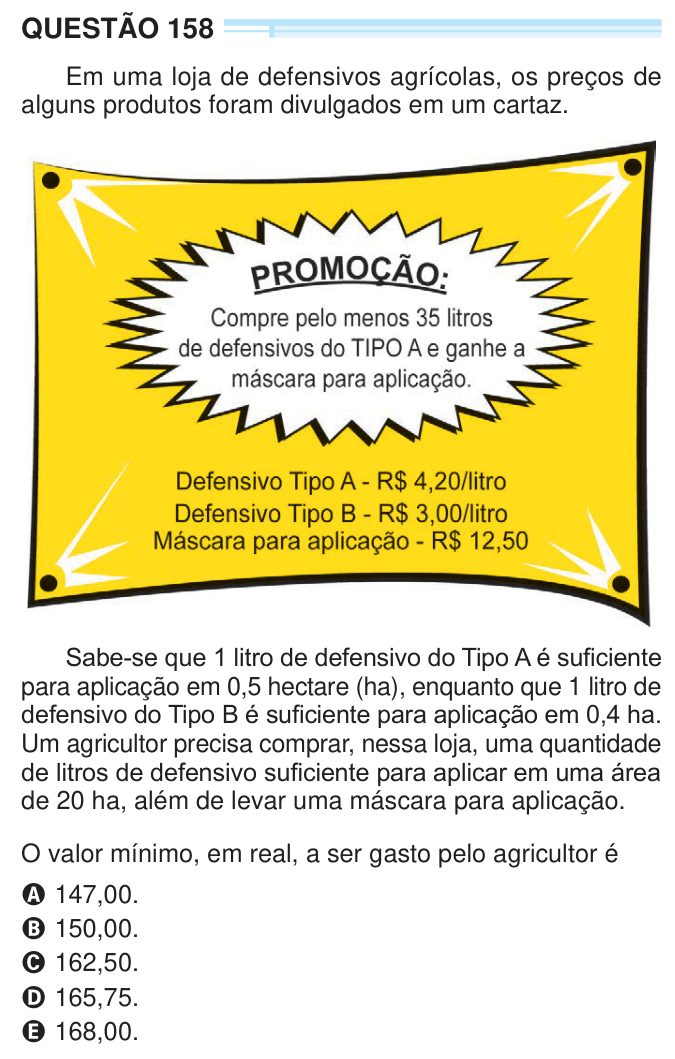 QUESTÃO 158
Em uma loja de defensivos agrícolas, os preços de
alguns produtos foram divulgados em um cartaz.
PROMOÇÃO:
Compre pelo menos 35 litros
de defensivos do TIPO A e ganhe a
máscara para aplicação.
Defensivo Tipo A - R$ 4,20/litro
Defensivo Tipo B - R$ 3,00/litro
Máscara para aplicação - R$ 12,50
Sabe-se que 1 litro de defensivo do Tipo A é suficiente
para aplicação em 0,5 hectare (ha), enquanto que 1 litro de
defensivo do Tipo B é suficiente para aplicação em 0,4 ha.
Um agricultor precisa comprar, nessa loja, uma quantidade
de litros de defensivo suficiente para aplicar em uma área
de 20 ha, além de levar uma máscara para aplicação.
O valor mínimo, em real, a ser gasto pelo agricultor é
A 147,00.
B 150,00.
C 162,50.
D 165,75.
E 168,00.